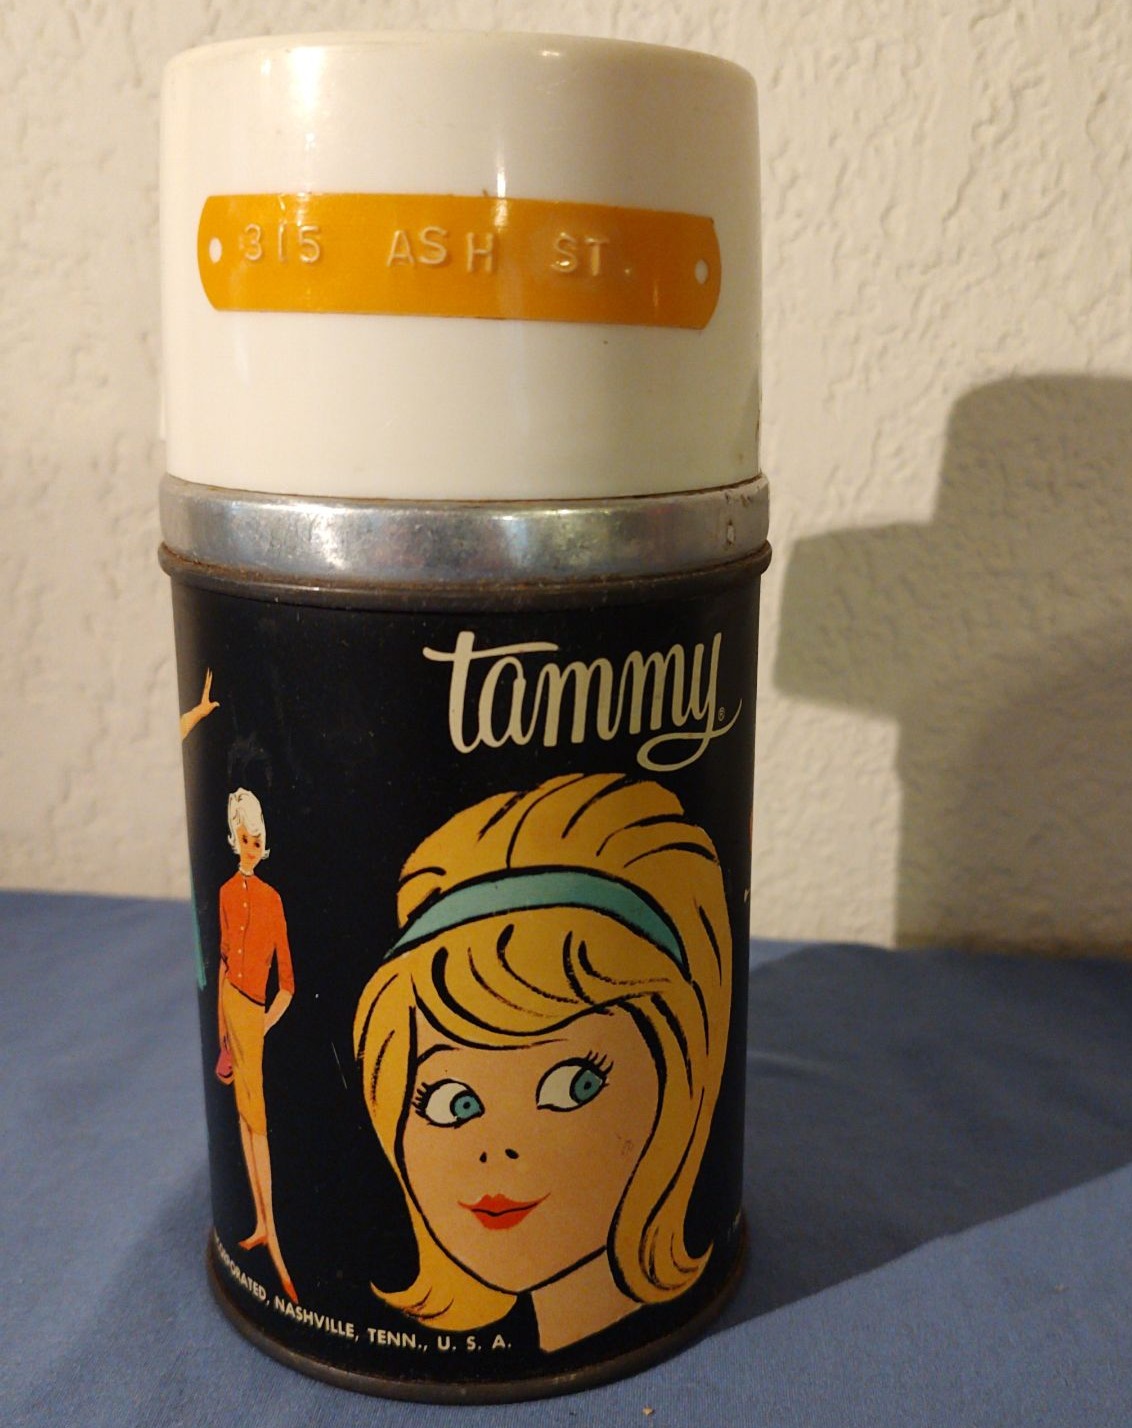 315 ASH ST.
tammy®
NASHVILLE, TENN., U. S. A.